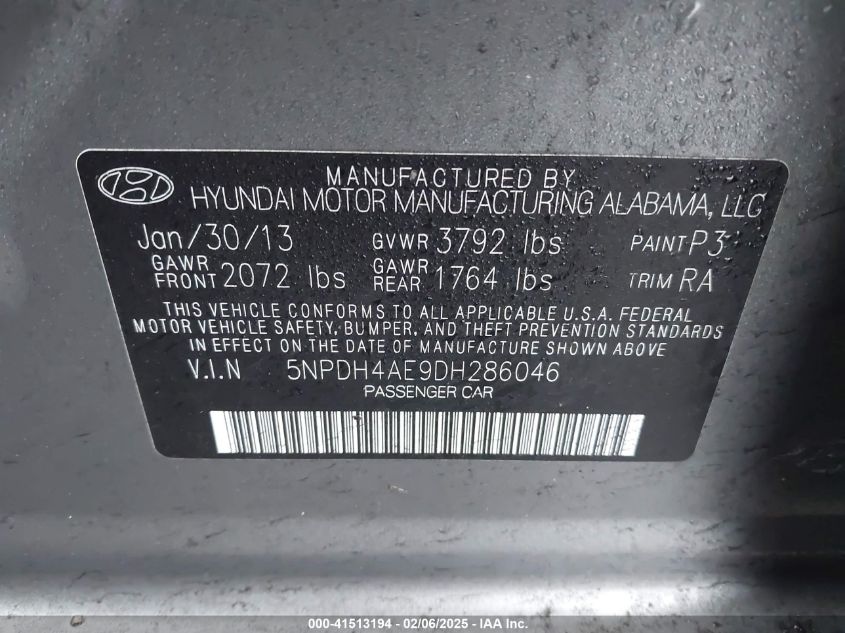 MANUFACTURED BY
HYUNDAI MOTOR MANUFACTURING ALABAMA, LLC
Jan/30/13 GVWR 3792 lbs PAINT P3
GAWR FRONT 2072 lbs GAWR REAR 1764 lbs TRIM RA
THIS VEHICLE CONFORMS TO ALL APPLICABLE U.S.A. FEDERAL
MOTOR VEHICLE SAFETY, BUMPER, AND THEFT PREVENTION STANDARDS
IN EFFECT ON THE DATE OF MANUFACTURE SHOWN ABOVE
V.I.N 5NPDH4AE9DH286046
PASSENGER CAR
000-41513194 - 02/06/2025 - IAA Inc.